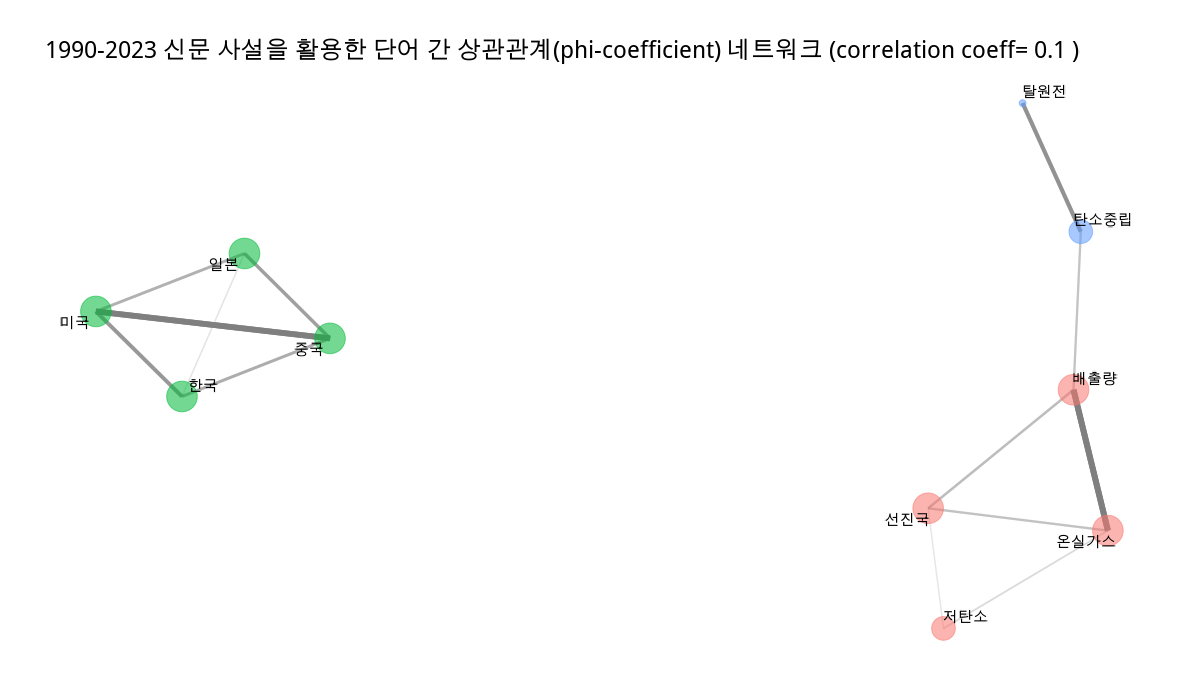 1990-2023 신문 사설을 활용한 단어 간 상관관계(phi-coefficient) 네트워크 (correlation coeff= 0.1 )
탈원전
탄소중립
일본
미국
중국
한국
배출량
선진국
온실가스
저탄소